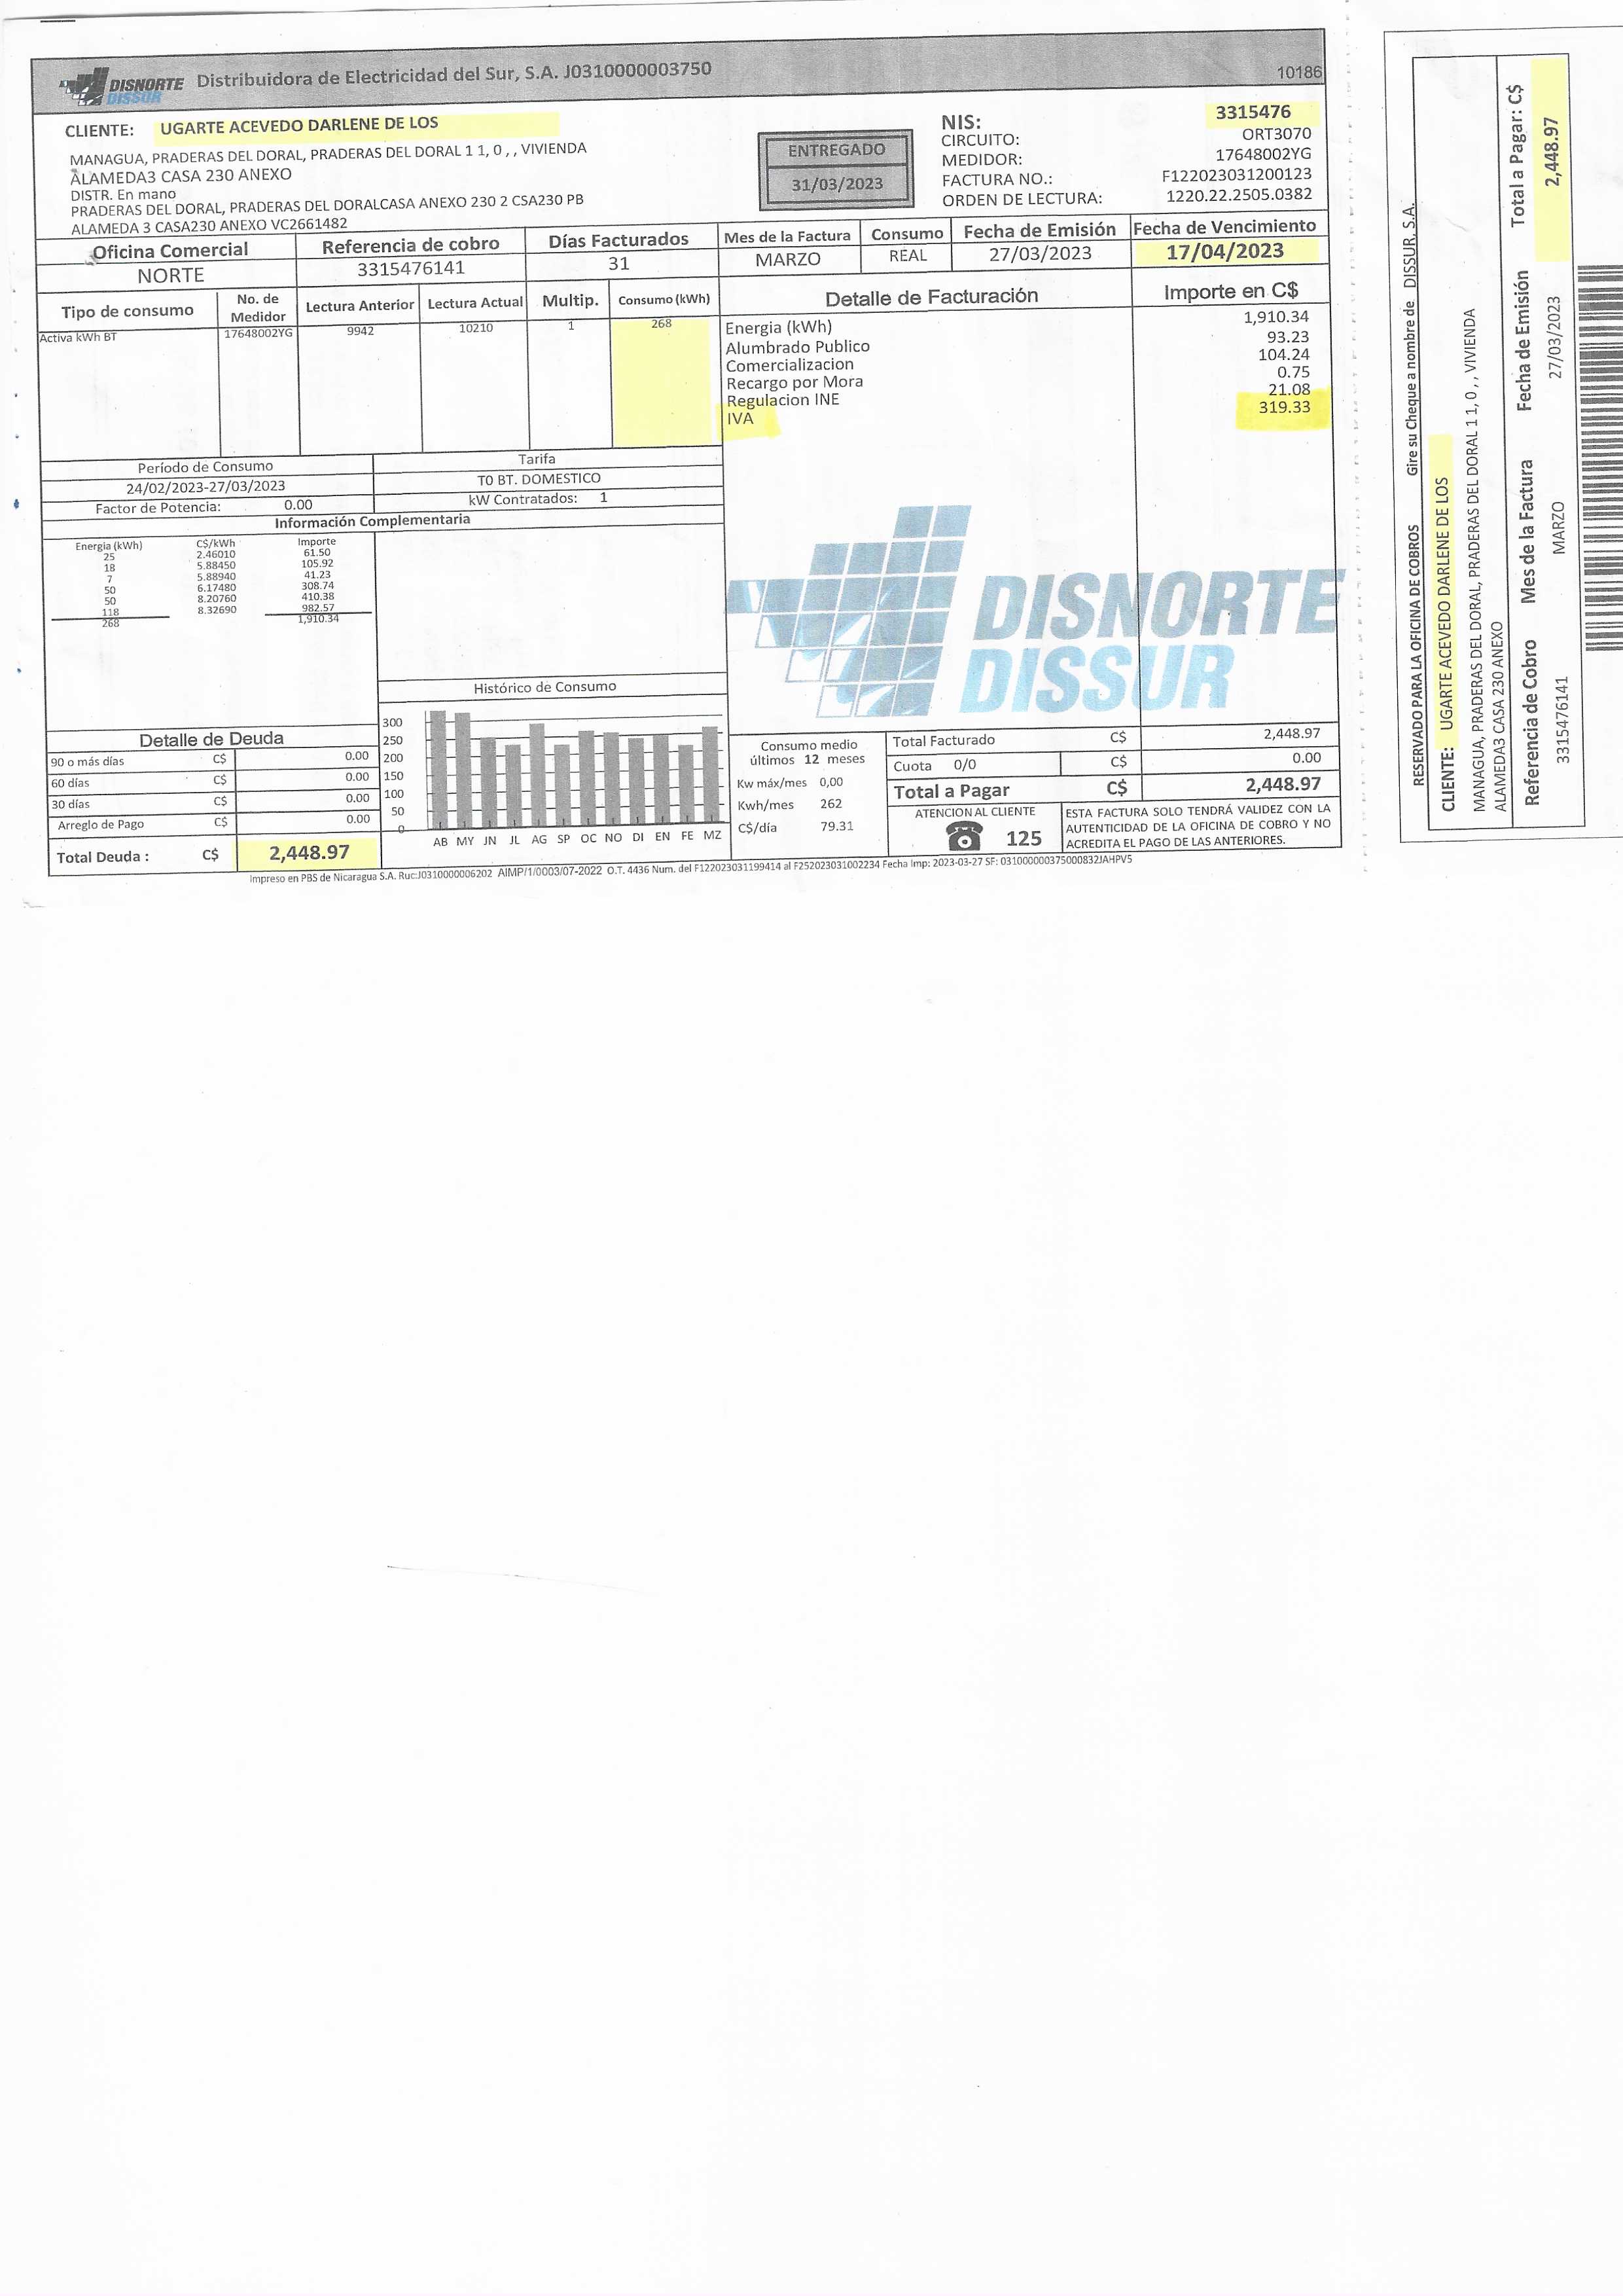 DISNORTE
DISSUR
Distribuidora de Electricidad del Sur, S.A. J0310000003750
10186
CLIENTE: UGARTE ACEVEDO DARLENE DE LOS
MANAGUA, PRADERAS DEL DORAL, PRADERAS DEL DORAL 1 1, 0 , , VIVIENDA
ALAMEDA3 CASA 230 ANEXO
DISTR. En mano
PRADERAS DEL DORAL, PRADERAS DEL DORALCASA ANEXO 230 2 CSA230 PB
ALAMEDA 3 CASA230 ANEXO VC2661482
ENTREGADO
31/03/2023
NIS: 3315476
CIRCUITO: ORT3070
MEDIDOR: 17648002YG
FACTURA NO.: F122023031200123
ORDEN DE LECTURA: 1220.22.2505.0382
Oficina Comercial Referencia de cobro Días Facturados Mes de la Factura Consumo Fecha de Emisión Fecha de Vencimiento
NORTE 3315476141 31 MARZO REAL 27/03/2023 17/04/2023
Tipo de consumo No. de Medidor Lectura Anterior Lectura Actual Multip. Consumo (kWh)
Activa kWh BT 17648002YG 9942 10210 1 268
Detalle de Facturación Importe en C$
Energia (kWh) 1,910.34
Alumbrado Publico 93.23
Comercializacion 104.24
Recargo por Mora 0.75
Regulacion INE 21.08
IVA 319.33
Período de Consumo Tarifa
24/02/2023-27/03/2023 T0 BT. DOMESTICO
Factor de Potencia: 0.00 kW Contratados: 1
Información Complementaria
Energia (kWh) C$/kWh Importe
25 2.46010 61.50
18 5.88450 105.92
7 5.88940 41.23
50 6.17480 308.74
50 8.20760 410.38
118 8.32690 982.57
268 1,910.34
DISNORTE
DISSUR
Histórico de Consumo
300
250
200
150
100
50
0
AB MY JN JL AG SP OC NO DI EN FE MZ
Detalle de Deuda
90 o más días C$ 0.00
60 días C$ 0.00
30 días C$ 0.00
Arreglo de Pago C$ 0.00
Total Deuda : C$ 2,448.97
Consumo medio
últimos 12 meses
Kw máx/mes 0,00
Kwh/mes 262
C$/día 79.31
Total Facturado C$ 2,448.97
Cuota 0/0 C$ 0.00
Total a Pagar C$ 2,448.97
ATENCION AL CLIENTE
125
ESTA FACTURA SOLO TENDRÁ VALIDEZ CON LA
AUTENTICIDAD DE LA OFICINA DE COBRO Y NO
ACREDITA EL PAGO DE LAS ANTERIORES.
Impreso en PBS de Nicaragua S.A. Ruc:J0310000006202 AIMP/1/0003/07-2022 O.T. 4436 Num. del F122023031199414 al F252023031002234 Fecha Imp: 2023-03-27 SF: 031000000375000832JAHPV5
RESERVADO PARA LA OFICINA DE COBROS Gire su Cheque a nombre de DISSUR, S.A.
CLIENTE: UGARTE ACEVEDO DARLENE DE LOS
MANAGUA, PRADERAS DEL DORAL, PRADERAS DEL DORAL 1 1, 0 , , VIVIENDA
ALAMEDA3 CASA 230 ANEXO
Referencia de Cobro Mes de la Factura Fecha de Emisión Total a Pagar: C$
3315476141 MARZO 27/03/2023 2,448.97